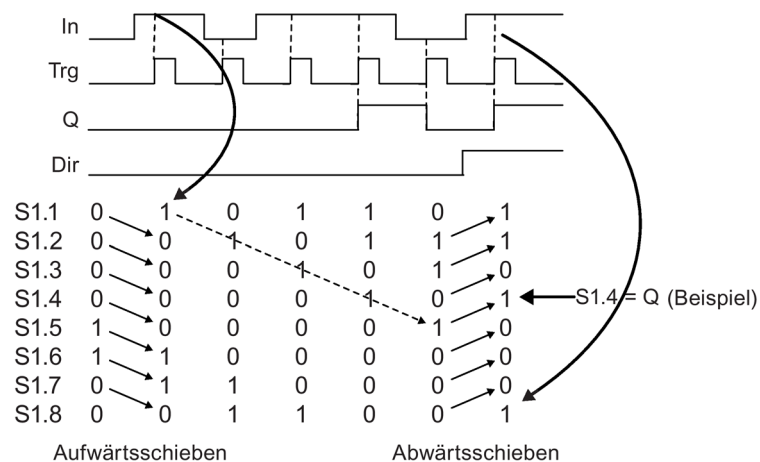 In
Trg
Q
Dir
S1.1 0 1 0 1 1 0 1
S1.2 0 0 1 0 1 1 1
S1.3 0 0 0 1 0 1 0
S1.4 0 0 0 0 1 0 1 S1.4 = Q (Beispiel)
S1.5 1 0 0 0 0 1 0
S1.6 1 1 0 0 0 0 0
S1.7 0 1 1 0 0 0 0
S1.8 0 0 1 1 0 0 1
Aufwärtsschieben Abwärtsschieben